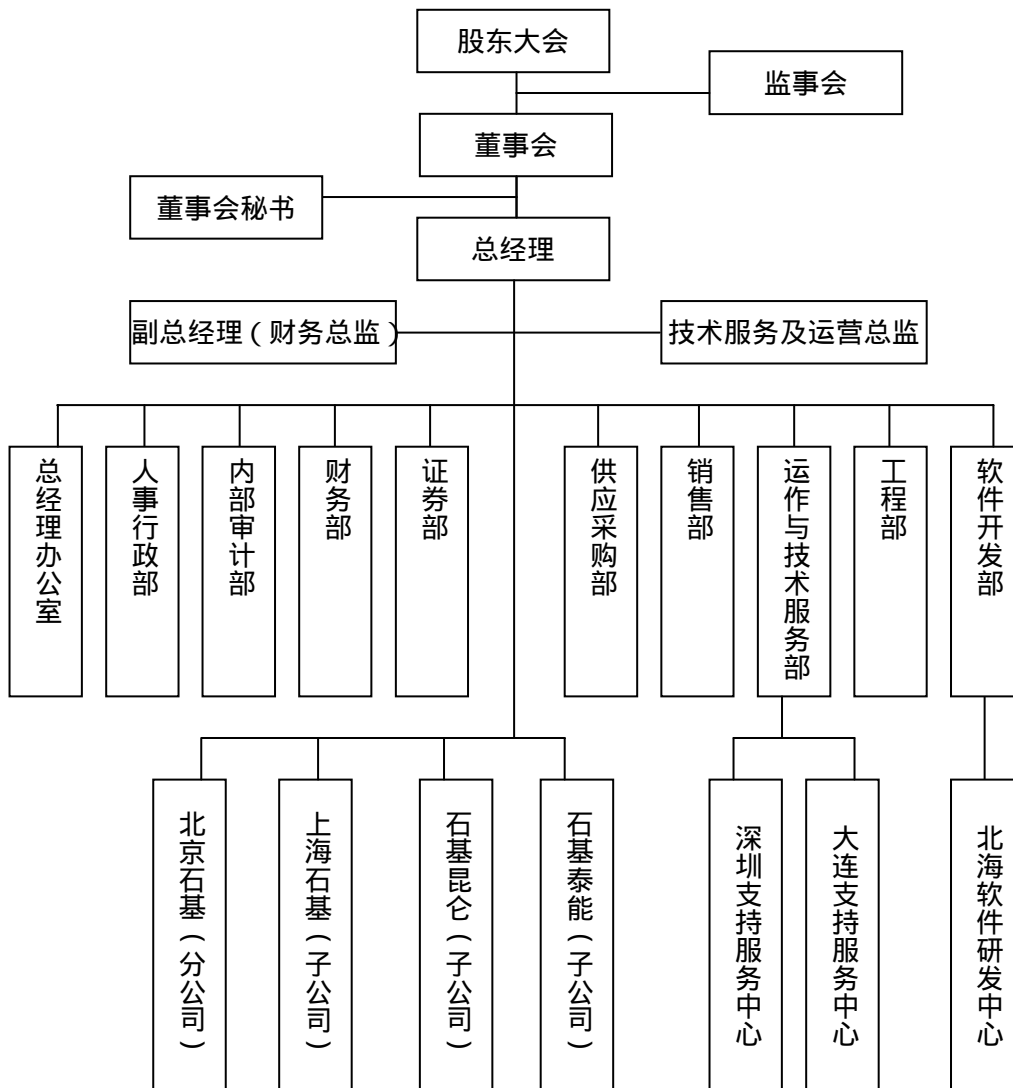 股东大会
监事会
董事会
董事会秘书
总经理
副总经理（财务总监）
技术服务及运营总监
总经理办公室
人事行政部
内部审计部
财务部
证券部
供应采购部
销售部
运作与技术服务部
工程部
软件开发部
北京石基（分公司）
上海石基（子公司）
石基昆仑（子公司）
石基泰能（子公司）
深圳支持服务中心
大连支持服务中心
北海软件研发中心